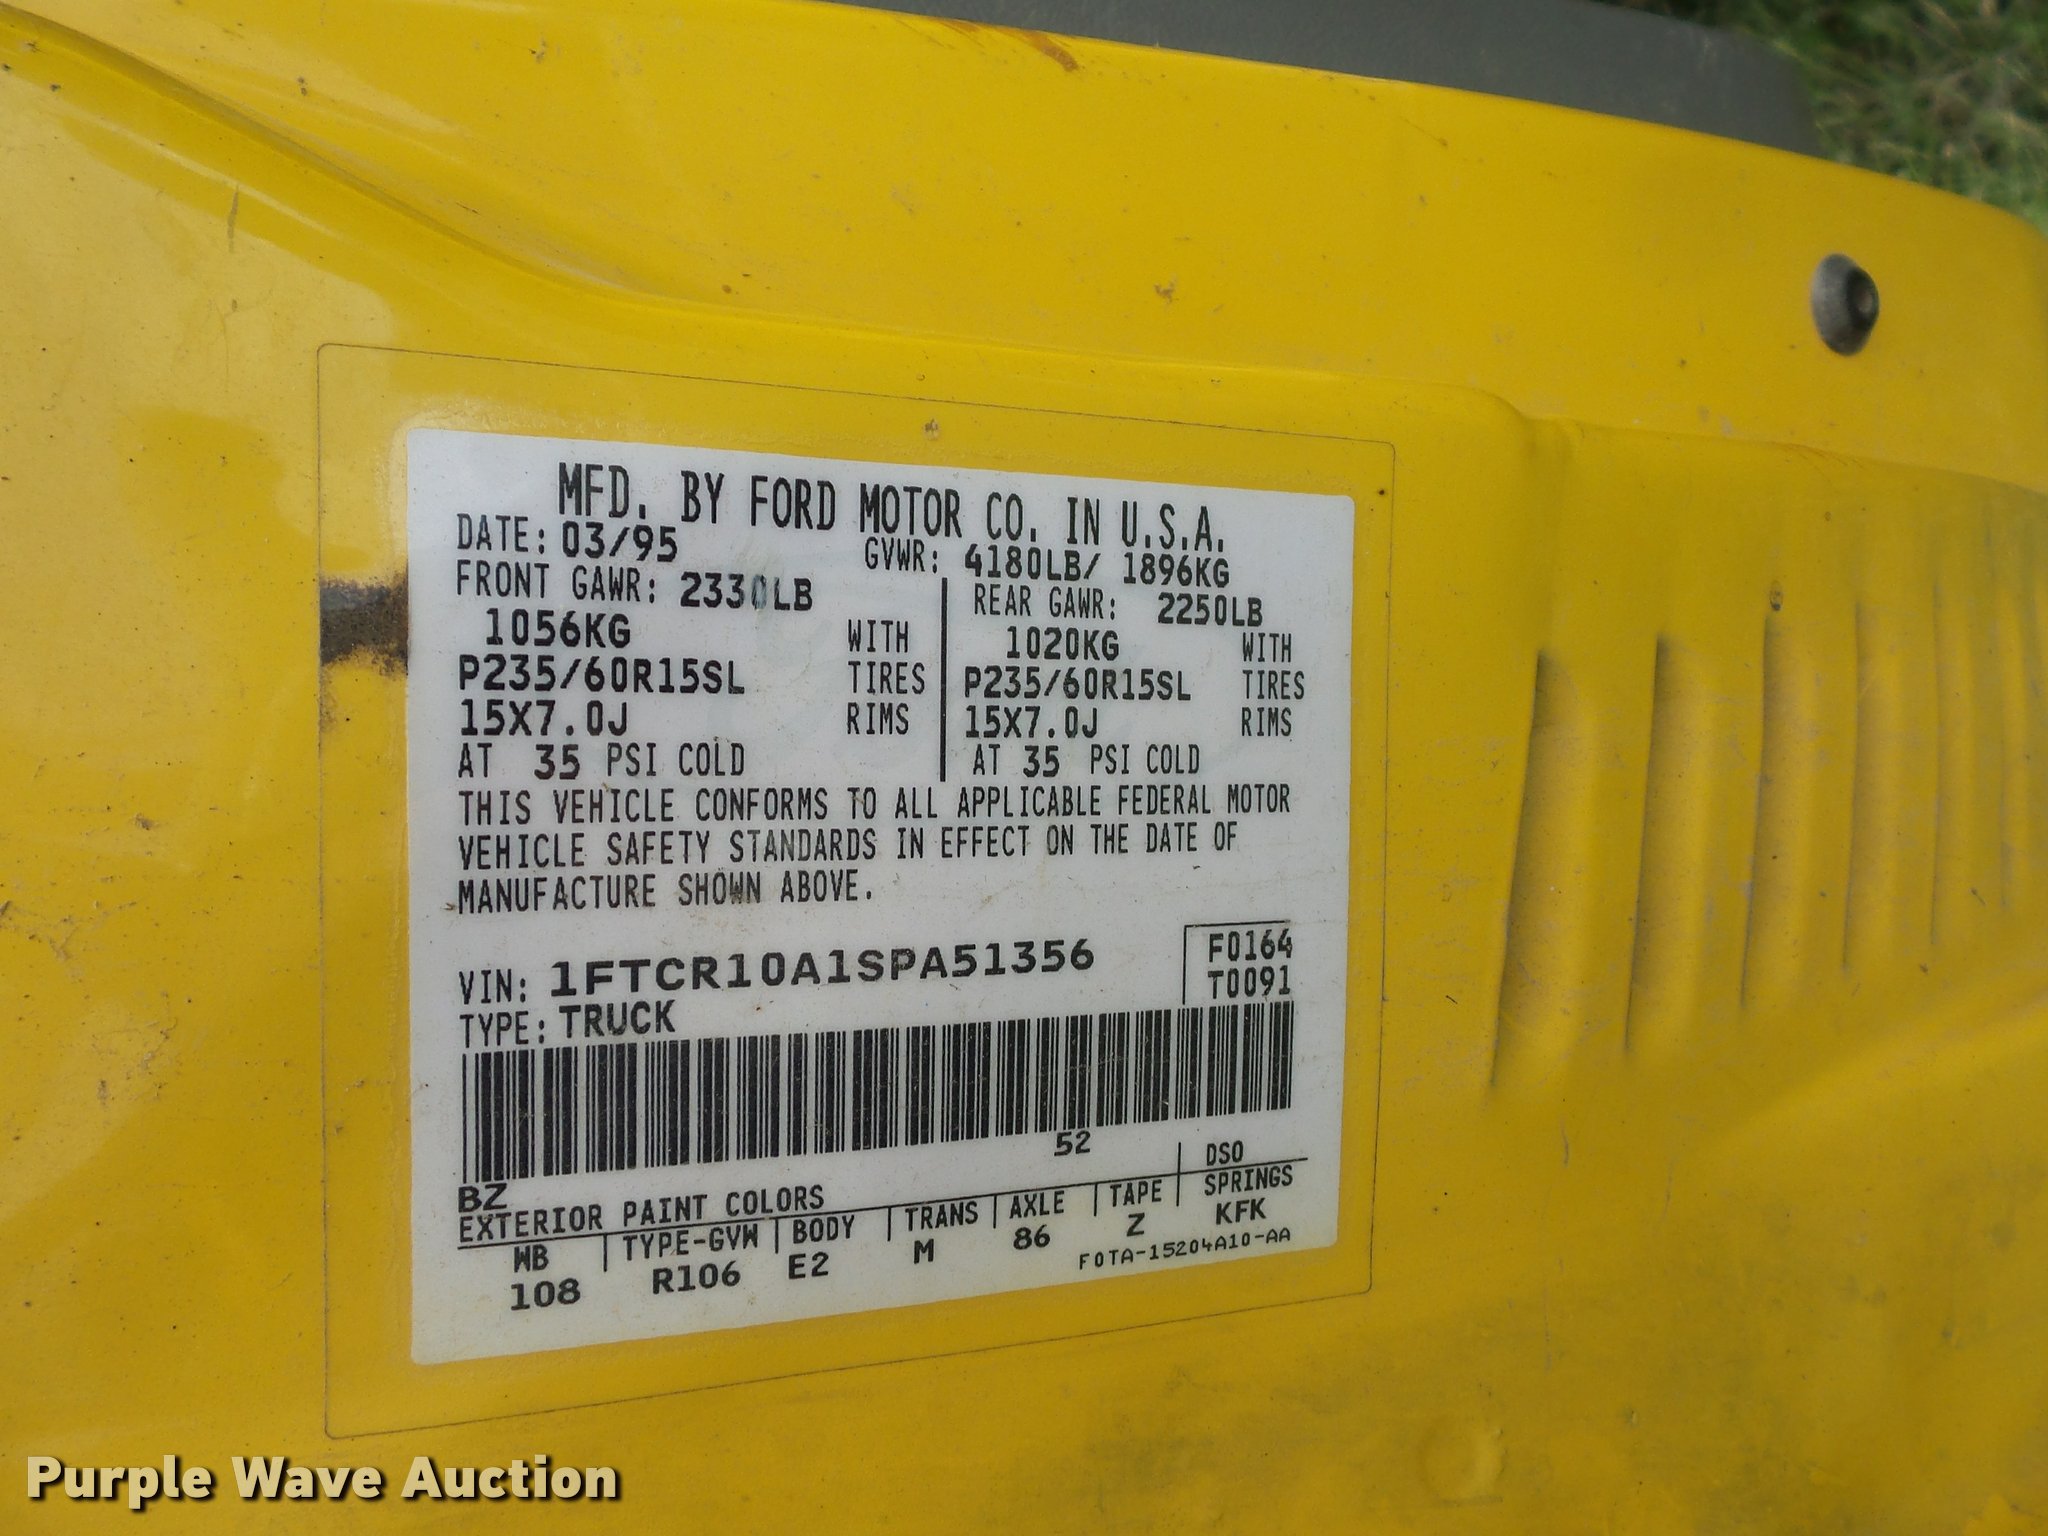 MFD. BY FORD MOTOR CO. IN U.S.A.
DATE: 03/95 GVWR: 4180LB/ 1896KG
FRONT GAWR: 2330LB REAR GAWR: 2250LB
1056KG WITH 1020KG WITH
P235/60R15SL TIRES P235/60R15SL TIRES
15X7.0J RIMS 15X7.0J RIMS
AT 35 PSI COLD AT 35 PSI COLD
THIS VEHICLE CONFORMS TO ALL APPLICABLE FEDERAL MOTOR
VEHICLE SAFETY STANDARDS IN EFFECT ON THE DATE OF
MANUFACTURE SHOWN ABOVE.
F0164
VIN: 1FTCR10A1SPA51356 T0091
TYPE: TRUCK
52
BZ DSO
EXTERIOR PAINT COLORS
WB TYPE-GVW BODY TRANS AXLE TAPE SPRINGS
108 R106 E2 M 86 Z KFK
F0TA-15204A10-AA
Purple Wave Auction